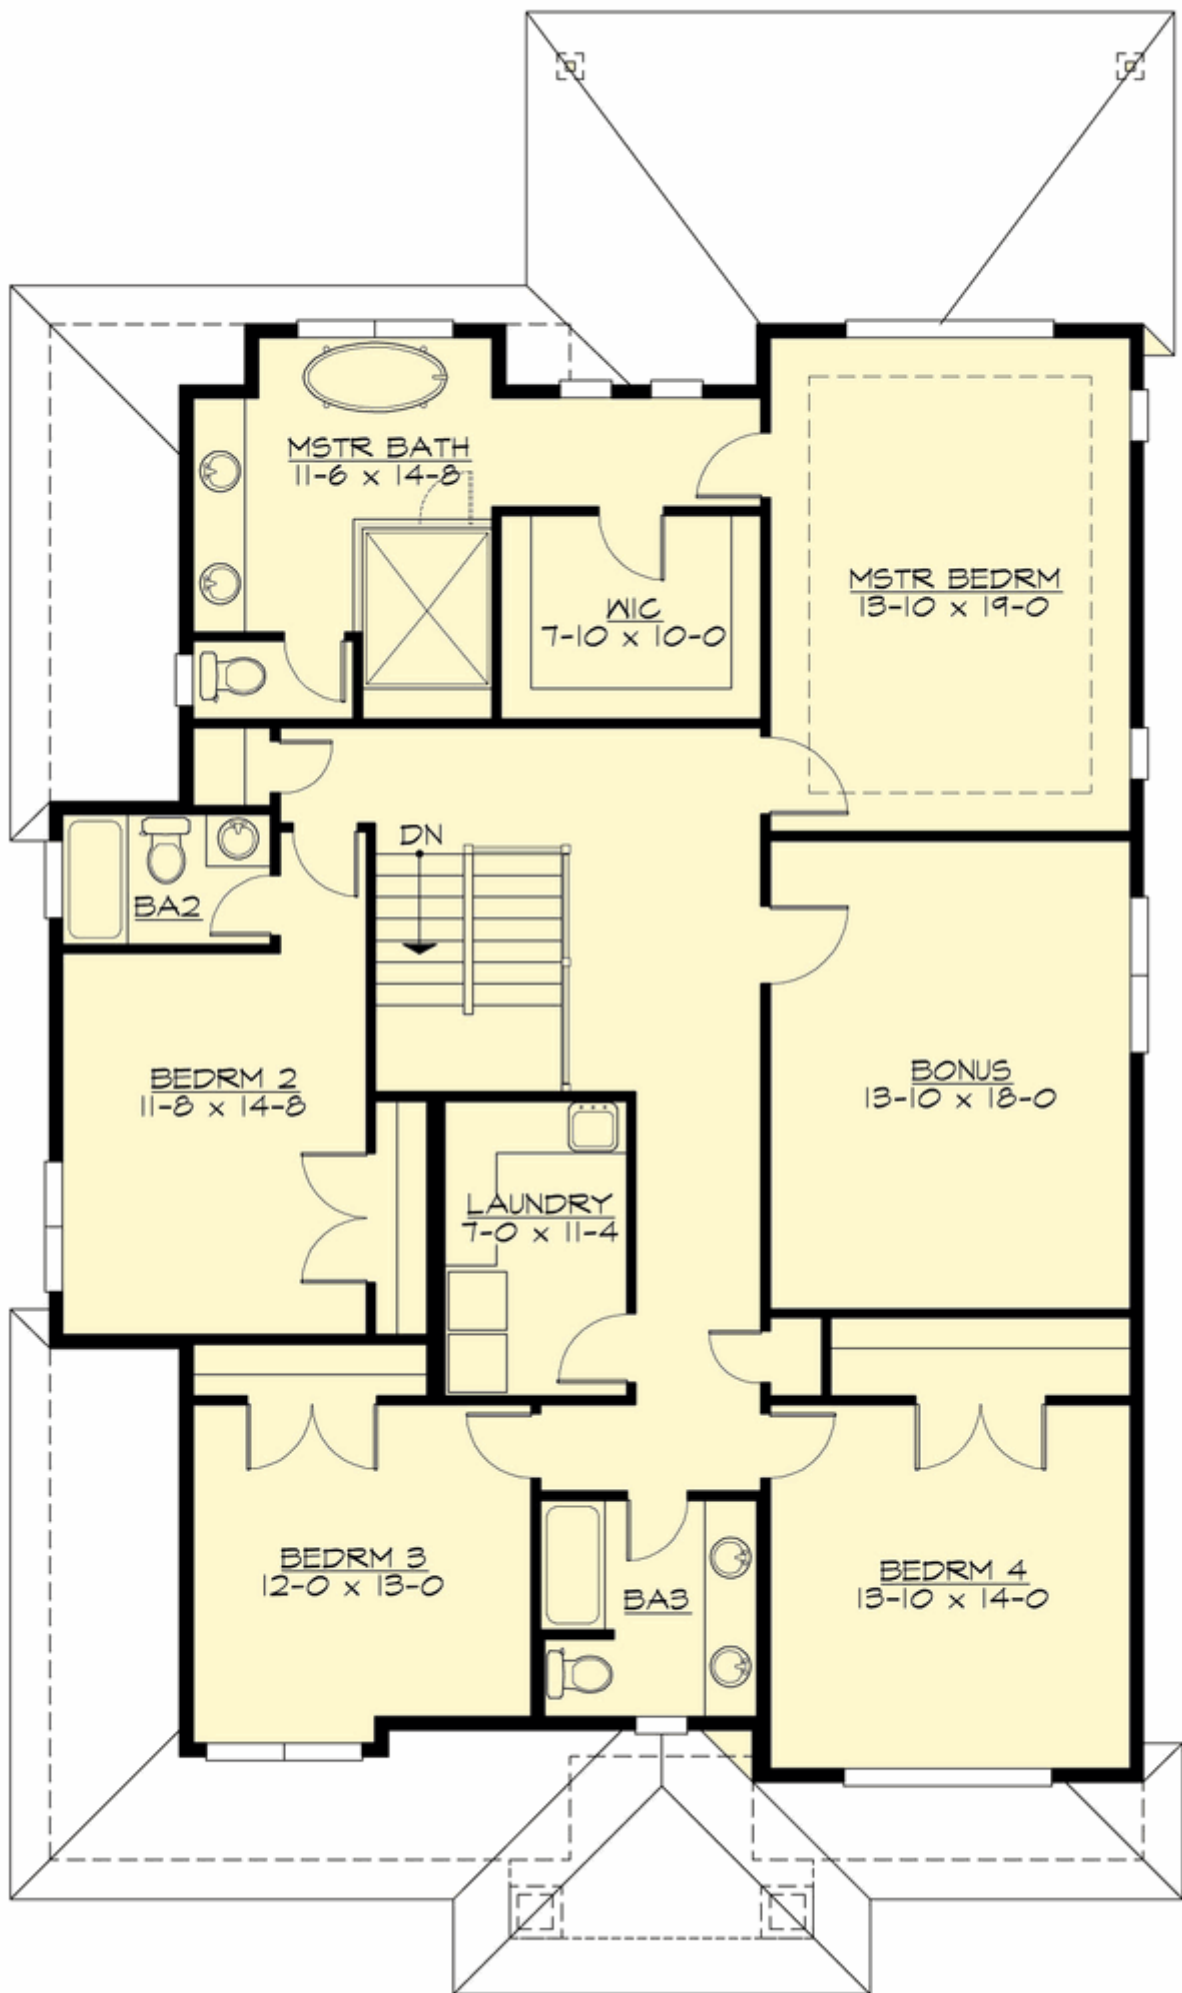 MSTR BATH
11-6 x 14-8
MSTR BEDRM
13-10 x 19-0
WIC
7-10 x 10-0
DN
BA2
BEDRM 2
11-8 x 14-8
BONUS
13-10 x 18-0
LAUNDRY
7-0 x 11-4
BEDRM 3
12-0 x 13-0
BA3
BEDRM 4
13-10 x 14-0